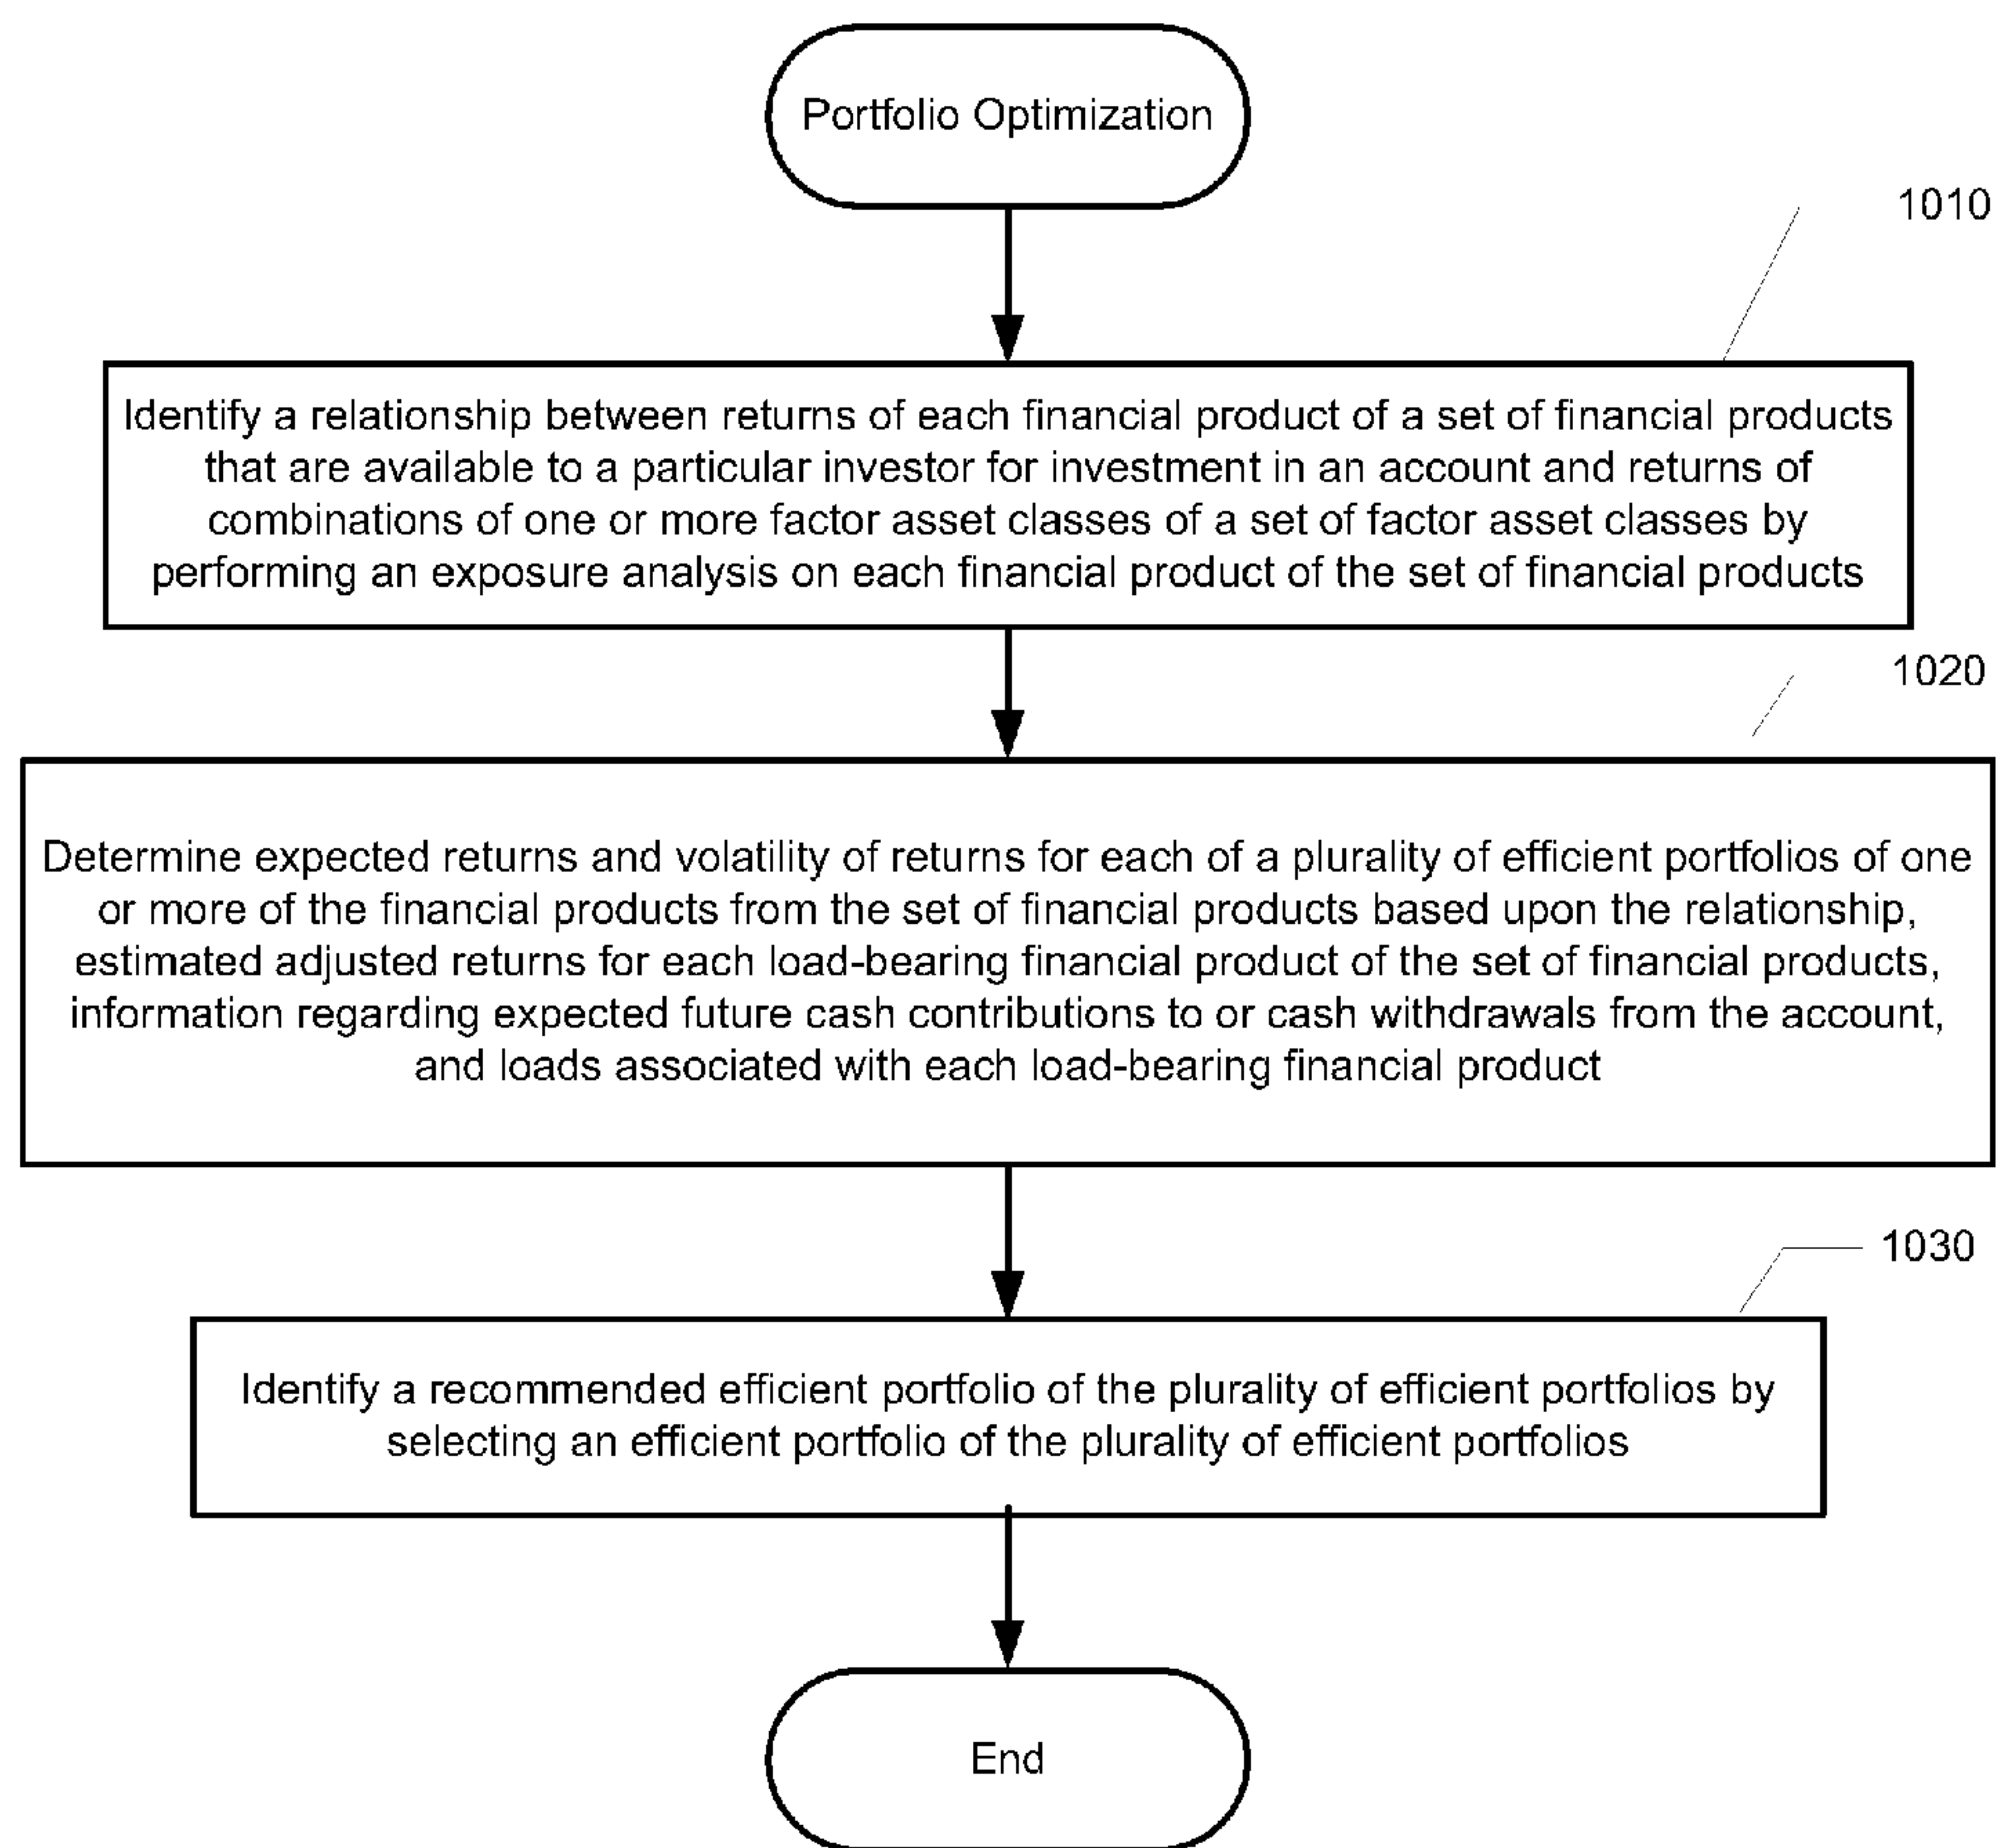 Portfolio Optimization
1010
Identify a relationship between returns of each financial product of a set of financial products
that are available to a particular investor for investment in an account and returns of
combinations of one or more factor asset classes of a set of factor asset classes by
performing an exposure analysis on each financial product of the set of financial products
1020
Determine expected returns and volatility of returns for each of a plurality of efficient portfolios of one
or more of the financial products from the set of financial products based upon the relationship,
estimated adjusted returns for each load-bearing financial product of the set of financial products,
information regarding expected future cash contributions to or cash withdrawals from the account,
and loads associated with each load-bearing financial product
1030
Identify a recommended efficient portfolio of the plurality of efficient portfolios by
selecting an efficient portfolio of the plurality of efficient portfolios
End